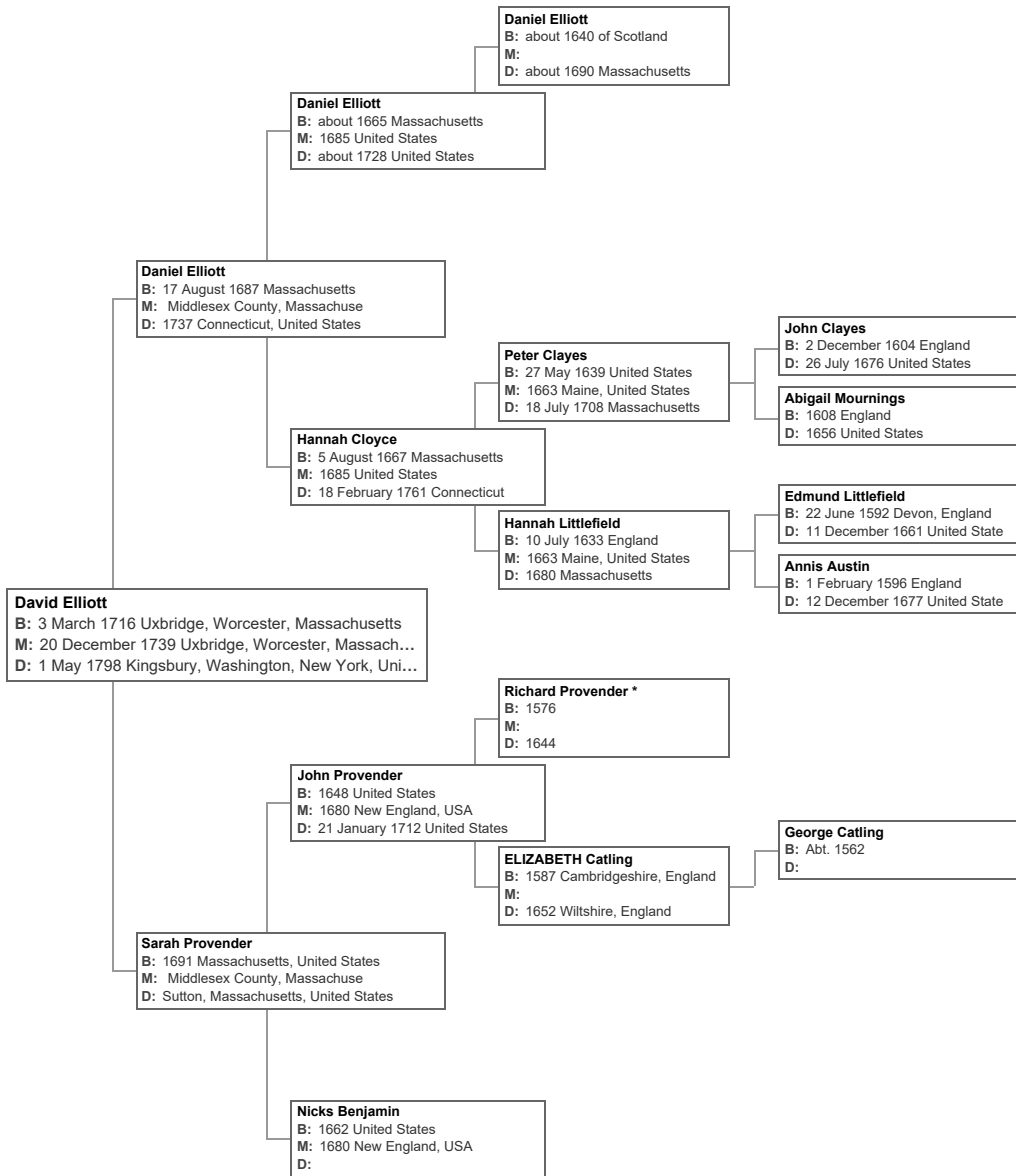 Daniel Elliott
B: about 1640 of Scotland
M:
D: about 1690 Massachusetts
Daniel Elliott
B: about 1665 Massachusetts
M: 1685 United States
D: about 1728 United States
Daniel Elliott
B: 17 August 1687 Massachusetts
M: Middlesex County, Massachuse
D: 1737 Connecticut, United States
Peter Clayes
B: 27 May 1639 United States
M: 1663 Maine, United States
D: 18 July 1708 Massachusetts
John Clayes
B: 2 December 1604 England
D: 26 July 1676 United States
Abigail Mournings
B: 1608 England
D: 1656 United States
Hannah Cloyce
B: 5 August 1667 Massachusetts
M: 1685 United States
D: 18 February 1761 Connecticut
Hannah Littlefield
B: 10 July 1633 England
M: 1663 Maine, United States
D: 1680 Massachusetts
Edmund Littlefield
B: 22 June 1592 Devon, England
D: 11 December 1661 United State
Annis Austin
B: 1 February 1596 England
D: 12 December 1677 United State
David Elliott
B: 3 March 1716 Uxbridge, Worcester, Massachusetts
M: 20 December 1739 Uxbridge, Worcester, Massach...
D: 1 May 1798 Kingsbury, Washington, New York, Uni...
Richard Provender *
B: 1576
M:
D: 1644
John Provender
B: 1648 United States
M: 1680 New England, USA
D: 21 January 1712 United States
ELIZABETH Catling
B: 1587 Cambridgeshire, England
M:
D: 1652 Wiltshire, England
George Catling
B: Abt. 1562
D:
Sarah Provender
B: 1691 Massachusetts, United States
M: Middlesex County, Massachuse
D: Sutton, Massachusetts, United States
Nicks Benjamin
B: 1662 United States
M: 1680 New England, USA
D: